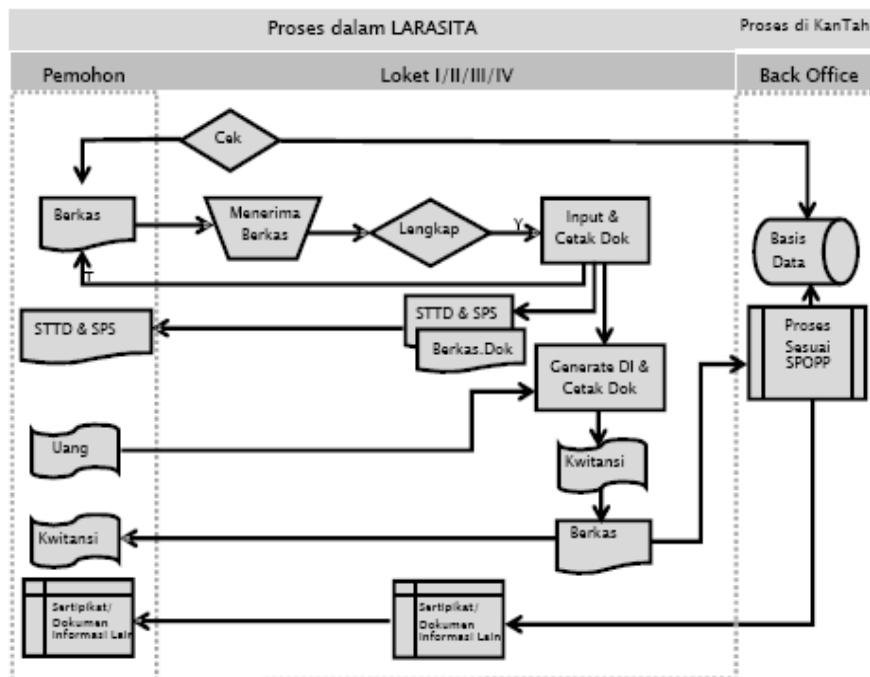 Proses dalam LARASITA
Proses di KanTah
Pemohon
Loket I/II/III/IV
Back Office
Cek
Berkas
Menerima
Berkas
Lengkap
Y
Input &
Cetak Dok
Basis
Data
T
STTD & SPS
STTD & SPS
Berkas.Dok
Generate DI &
Cetak Dok
Proses
Sesuai
SPOPP
Uang
Kwitansi
Kwitansi
Berkas
Sertipikat/
Dokumen
Informasi Lain
Sertipikat/
Dokumen
Informasi Lain